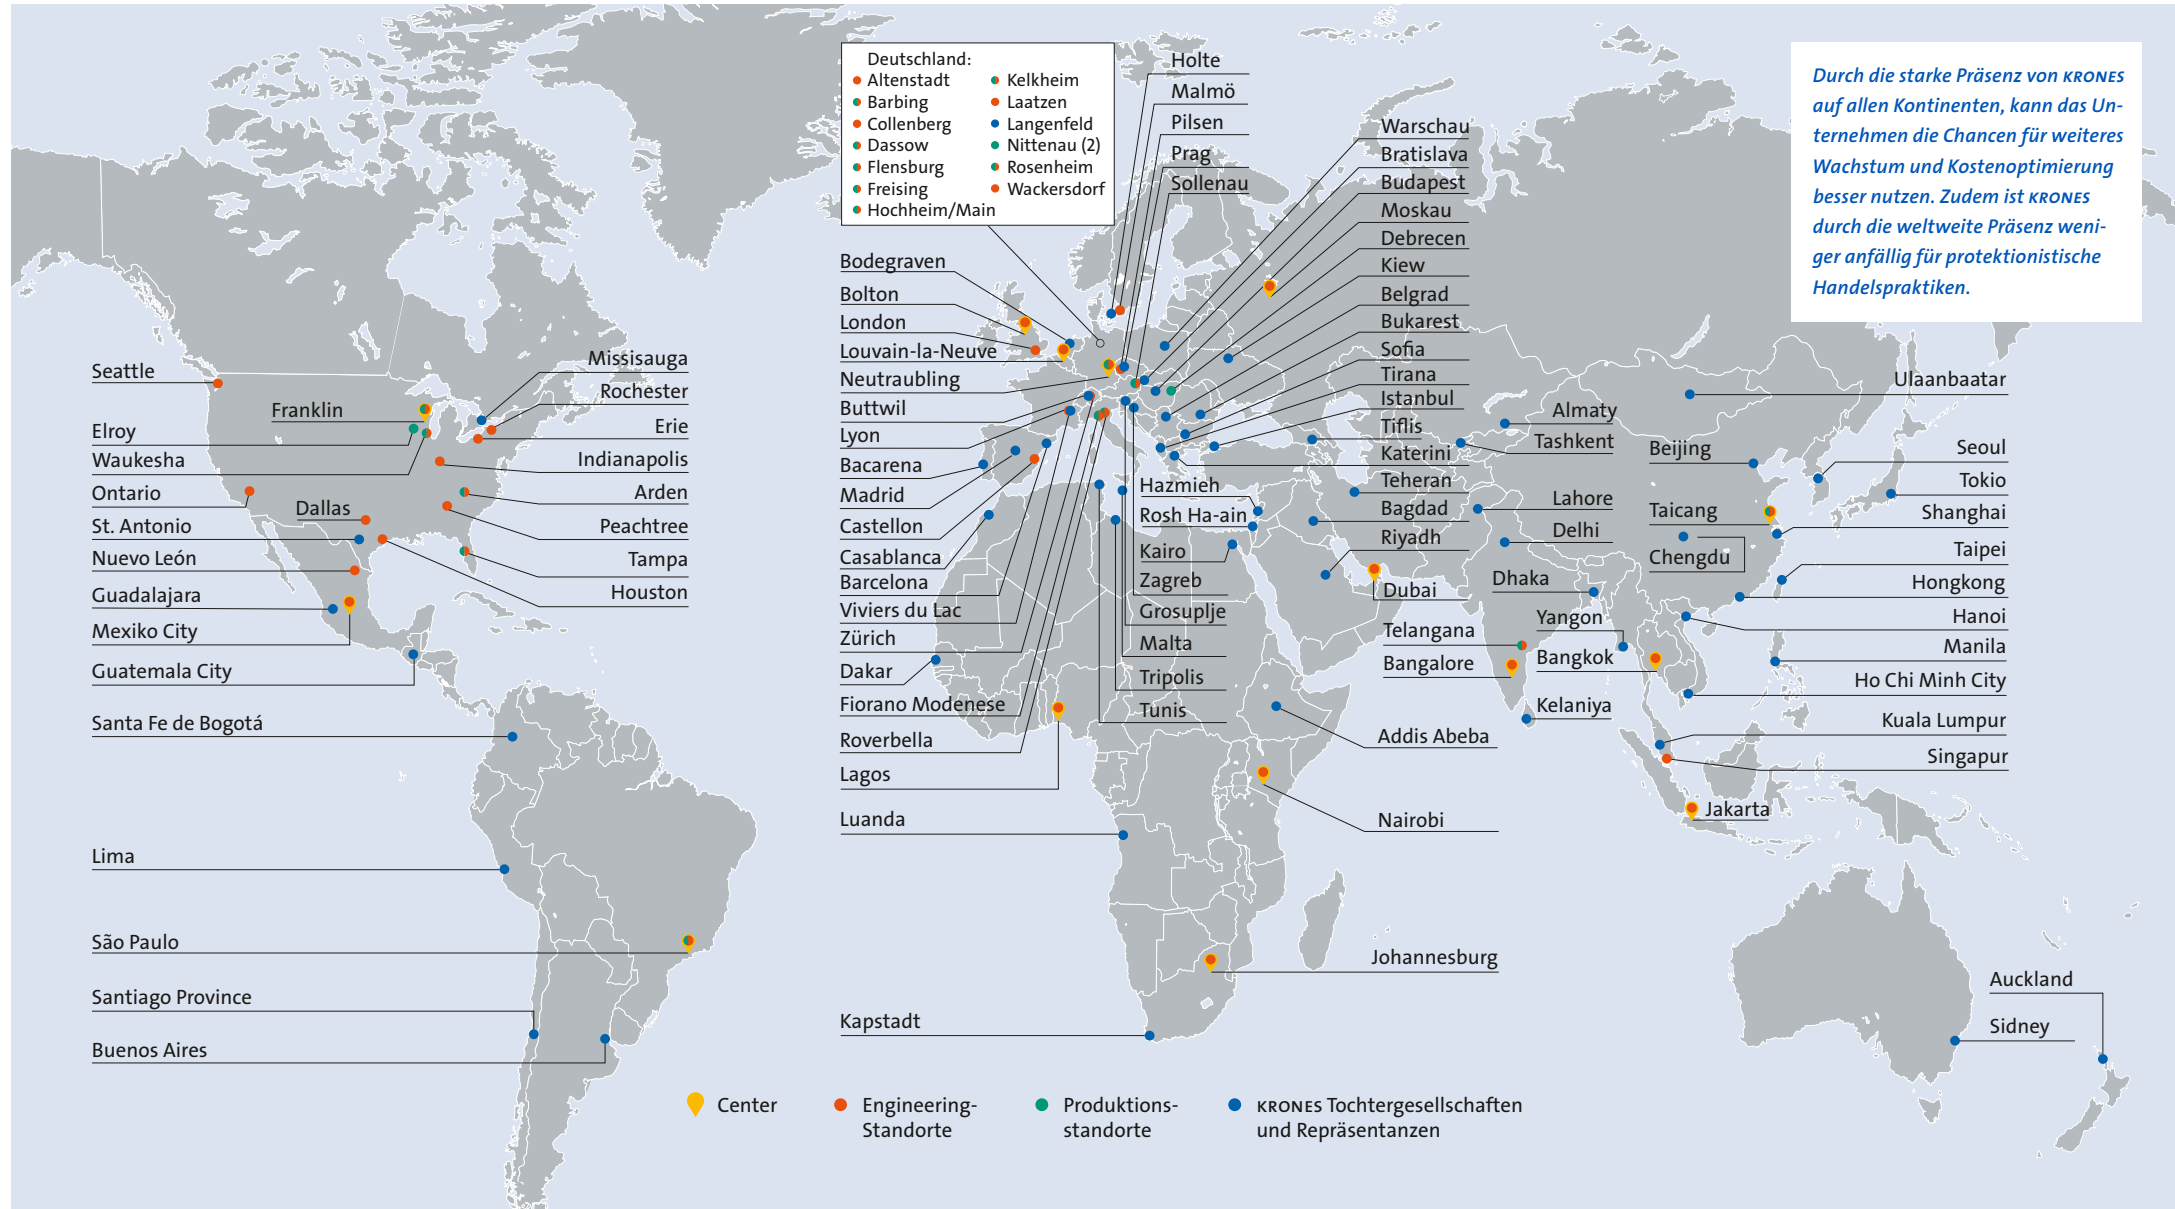 Deutschland:
Altenstadt
Barbing
Collenberg
Dassow
Flensburg
Freising
Hochheim/Main
Kelkheim
Laatzen
Langenfeld
Nittenau (2)
Rosenheim
Wackersdorf
Durch die starke Präsenz von KRONES
auf allen Kontinenten, kann das Un-
ternehmen die Chancen für weiteres
Wachstum und Kostenoptimierung
besser nutzen. Zudem ist KRONES
durch die weltweite Präsenz weni-
ger anfällig für protektionistische
Handelspraktiken.
Seattle
Franklin
Elroy
Waukesha
Ontario
Dallas
St. Antonio
Nuevo León
Guadalajara
Mexiko City
Guatemala City
Santa Fe de Bogotá
Lima
São Paulo
Santiago Province
Buenos Aires
Missisauga
Rochester
Erie
Indianapolis
Arden
Peachtree
Tampa
Houston
Bodegraven
Bolton
London
Louvain-la-Neuve
Neutraubling
Buttwil
Lyon
Bacarena
Madrid
Castellon
Casablanca
Barcelona
Viviers du Lac
Zürich
Dakar
Fiorano Modenese
Roverbella
Lagos
Luanda
Kapstadt
Holte
Malmö
Pilsen
Prag
Sollenau
Hazmieh
Rosh Ha-ain
Kairo
Zagreb
Grosuplje
Malta
Tripolis
Tunis
Warschau
Bratislava
Budapest
Moskau
Debrecen
Kiew
Belgrad
Bukarest
Sofia
Tirana
Istanbul
Tiflis
Katerini
Teheran
Bagdad
Riyadh
Dubai
Telangana
Bangalore
Addis Abeba
Nairobi
Johannesburg
Almaty
Tashkent
Lahore
Delhi
Dhaka
Yangon
Bangkok
Kelaniya
Beijing
Taicang
Chengdu
Jakarta
Ulaanbaatar
Seoul
Tokio
Shanghai
Taipei
Hongkong
Hanoi
Manila
Ho Chi Minh City
Kuala Lumpur
Singapur
Auckland
Sidney
Center
Engineering-
Standorte
Produktions-
standorte
KRONES Tochtergesellschaften
und Repräsentanzen